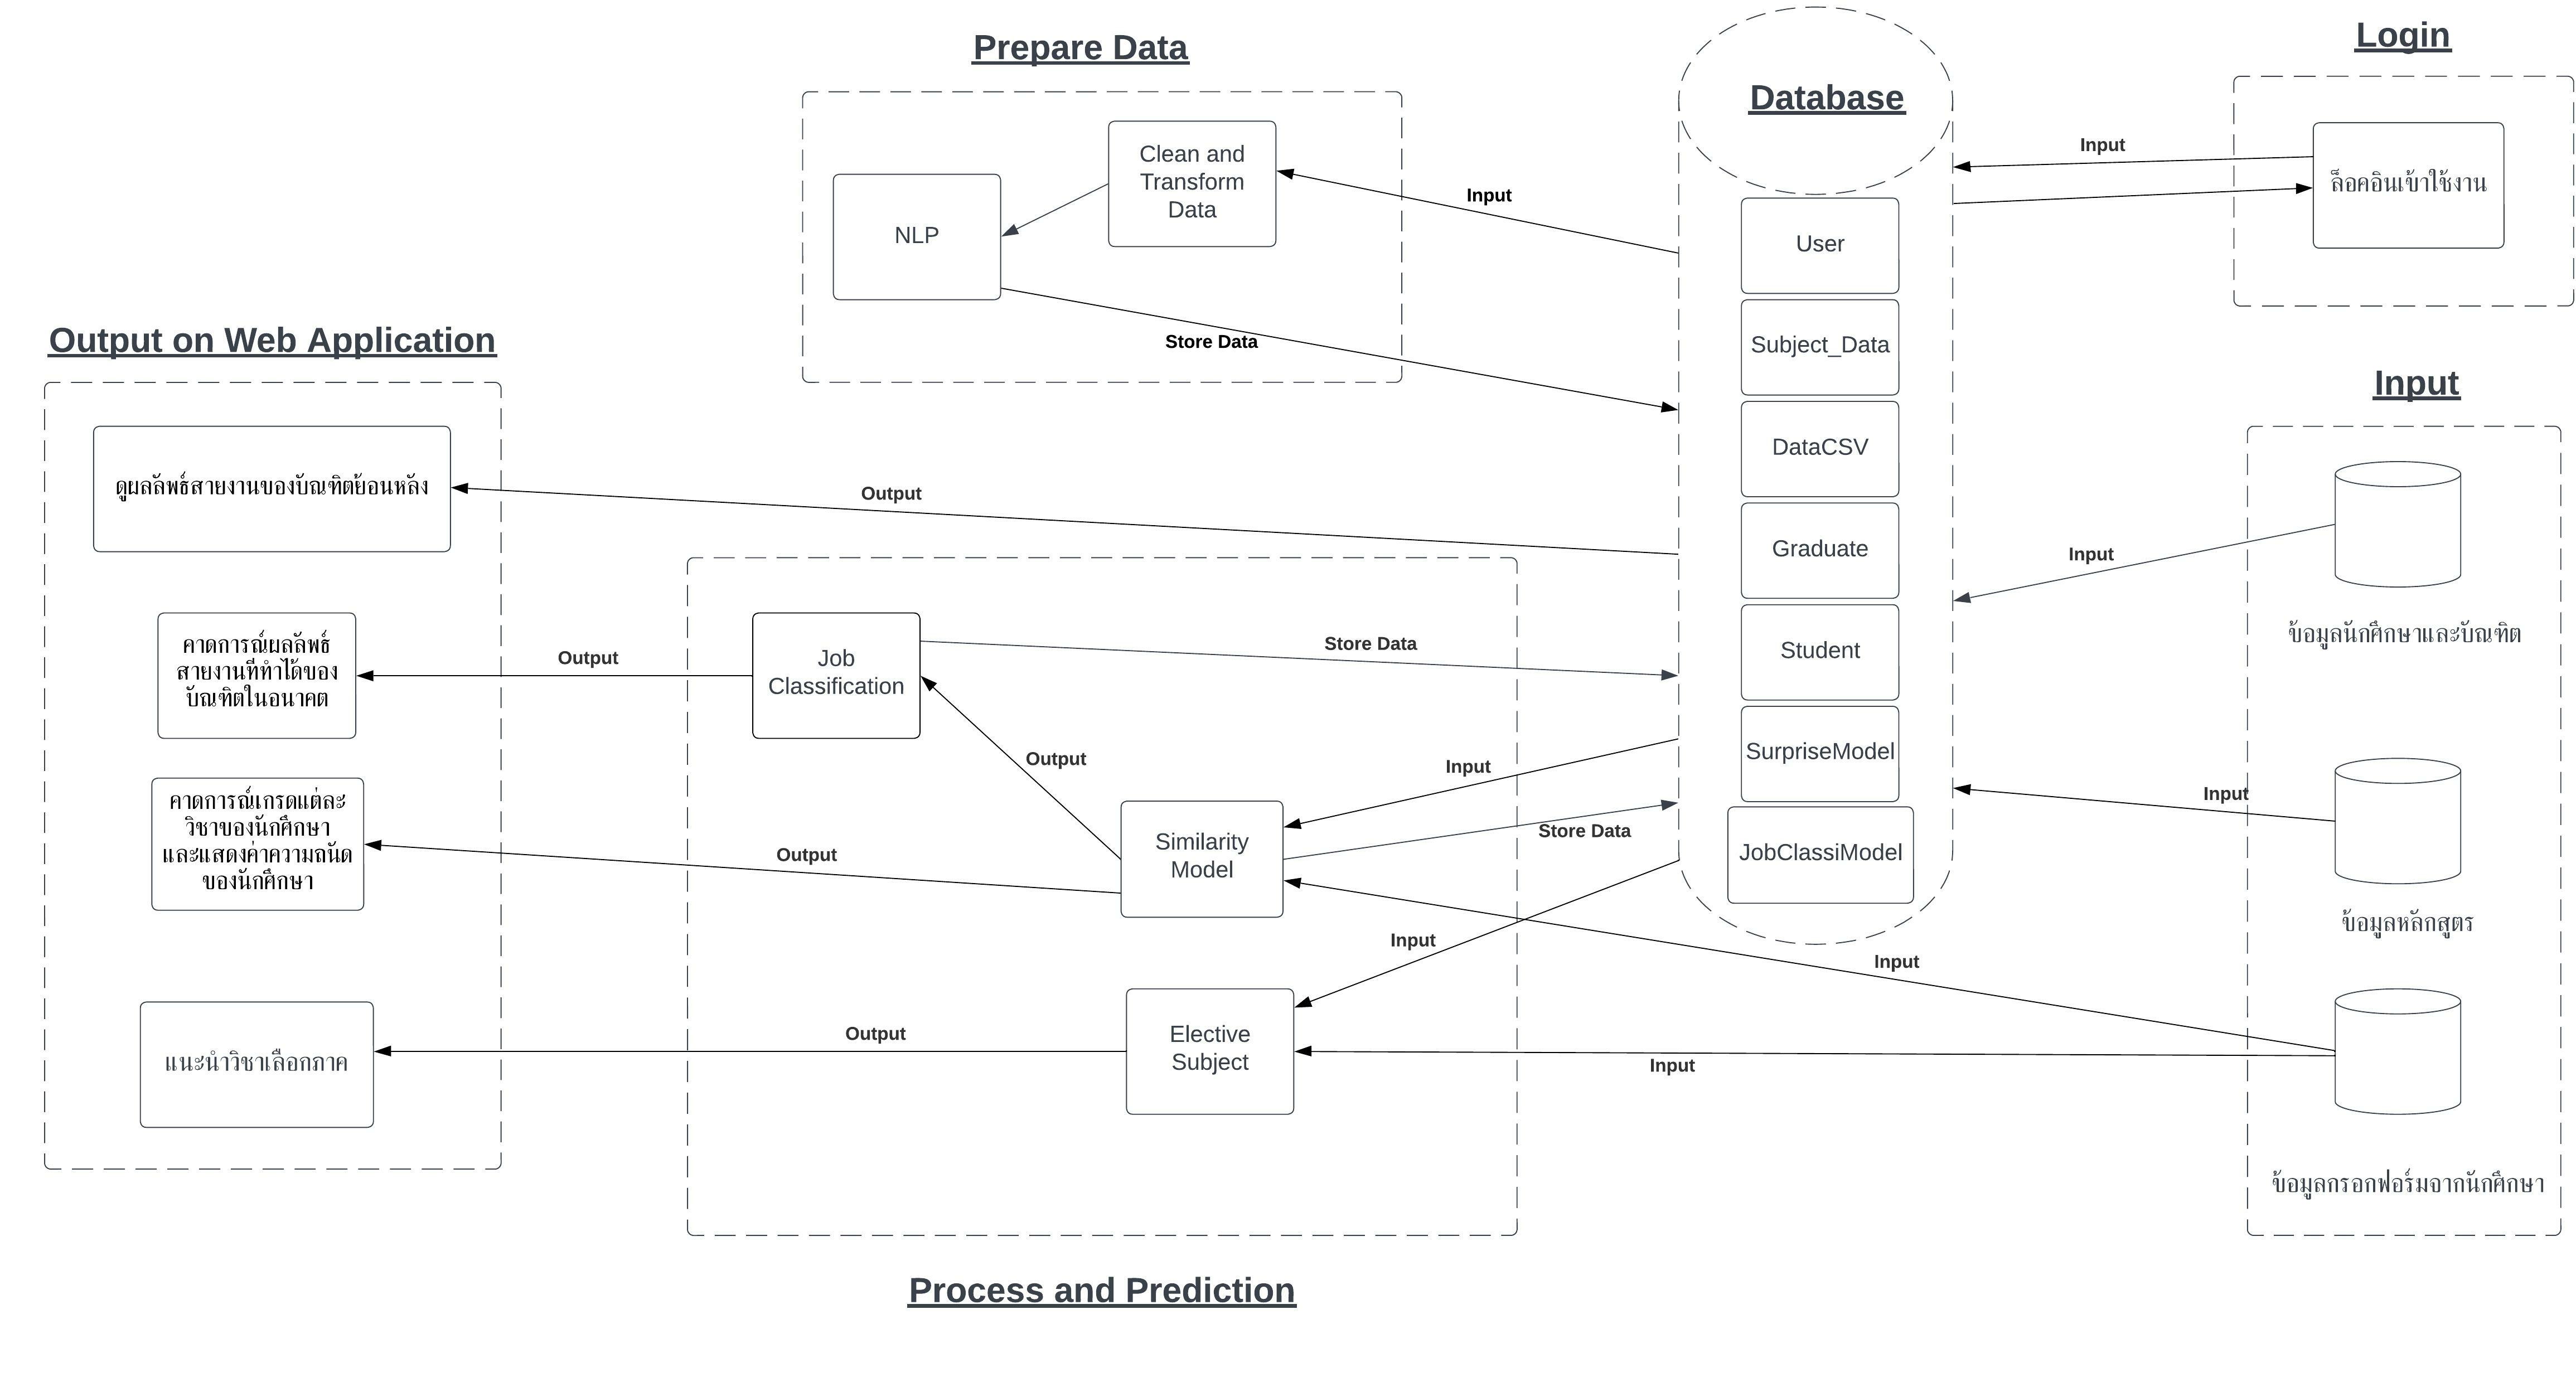 Prepare Data
Clean and
Transform
Data
NLP
Input
Store Data
Database
User
Subject_Data
DataCSV
Graduate
Student
SurpriseModel
JobClassiModel
Login
ล็อคอินเข้าใช้งาน
Input
Input
ข้อมูลนักศึกษาและบัณฑิต
Input
ข้อมูลหลักสูตร
Input
ข้อมูลกรอกฟอร์มจากนักศึกษา
Input
Input
Output on Web Application
ดูผลลัพธ์สายงานของบัณฑิตย้อนหลัง
Output
คาดการณ์ผลลัพธ์
สายงานที่ทำได้ของ
บัณฑิตในอนาคต
Output
คาดการณ์เกรดแต่ละ
วิชาของนักศึกษา
และแสดงค่าความถนัด
ของนักศึกษา
Output
แนะนำวิชาเลือกภาค
Output
Job
Classification
Store Data
Output
Similarity
Model
Input
Store Data
Input
Elective
Subject
Process and Prediction